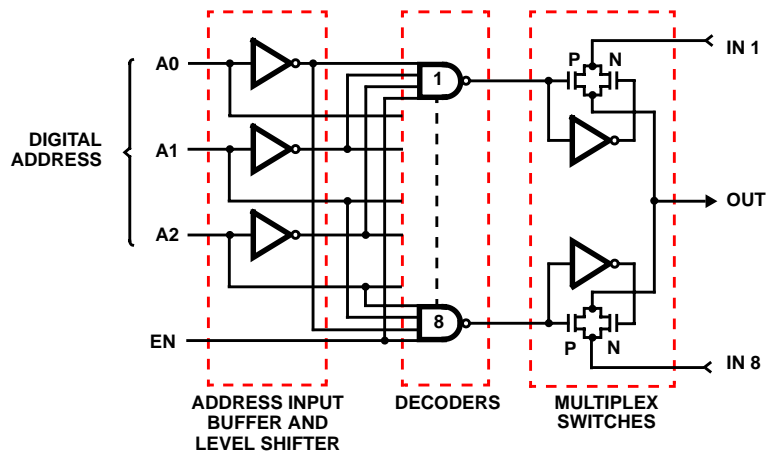 A0
P
N
IN 1
1
DIGITAL
ADDRESS
A1
OUT
A2
8
EN
P
N
IN 8
ADDRESS INPUT
BUFFER AND
LEVEL SHIFTER
DECODERS
MULTIPLEX
SWITCHES